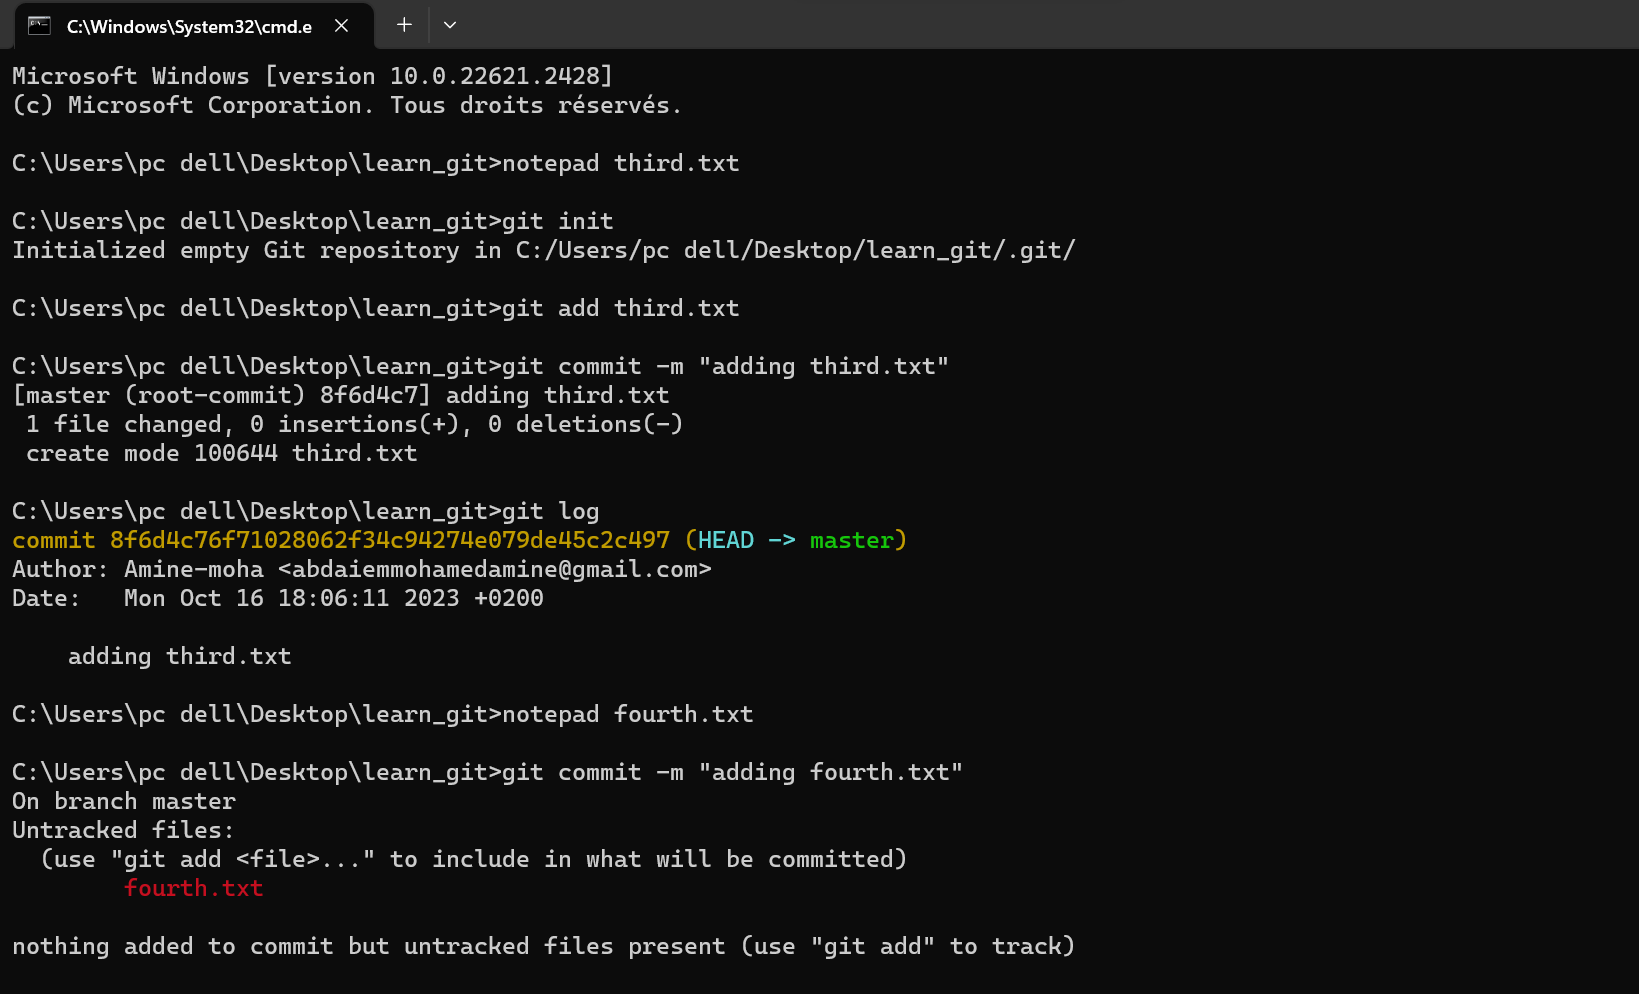 C:\Windows\System32\cmd.e
Microsoft Windows [version 10.0.22621.2428]
(c) Microsoft Corporation. Tous droits réservés.
C:\Users\pc dell\Desktop\learn_git>notepad third.txt
C:\Users\pc dell\Desktop\learn_git>git init
Initialized empty Git repository in C:/Users/pc dell/Desktop/learn_git/.git/
C:\Users\pc dell\Desktop\learn_git>git add third.txt
C:\Users\pc dell\Desktop\learn_git>git commit -m "adding third.txt"
[master (root-commit) 8f6d4c7] adding third.txt
 1 file changed, 0 insertions(+), 0 deletions(-)
 create mode 100644 third.txt
C:\Users\pc dell\Desktop\learn_git>git log
commit 8f6d4c76f71028062f34c94274e079de45c2c497 (HEAD -> master)
Author: Amine-moha <abdaiemmohamedamine@gmail.com>
Date:   Mon Oct 16 18:06:11 2023 +0200
    adding third.txt
C:\Users\pc dell\Desktop\learn_git>notepad fourth.txt
C:\Users\pc dell\Desktop\learn_git>git commit -m "adding fourth.txt"
On branch master
Untracked files:
  (use "git add <file>..." to include in what will be committed)
        fourth.txt
nothing added to commit but untracked files present (use "git add" to track)